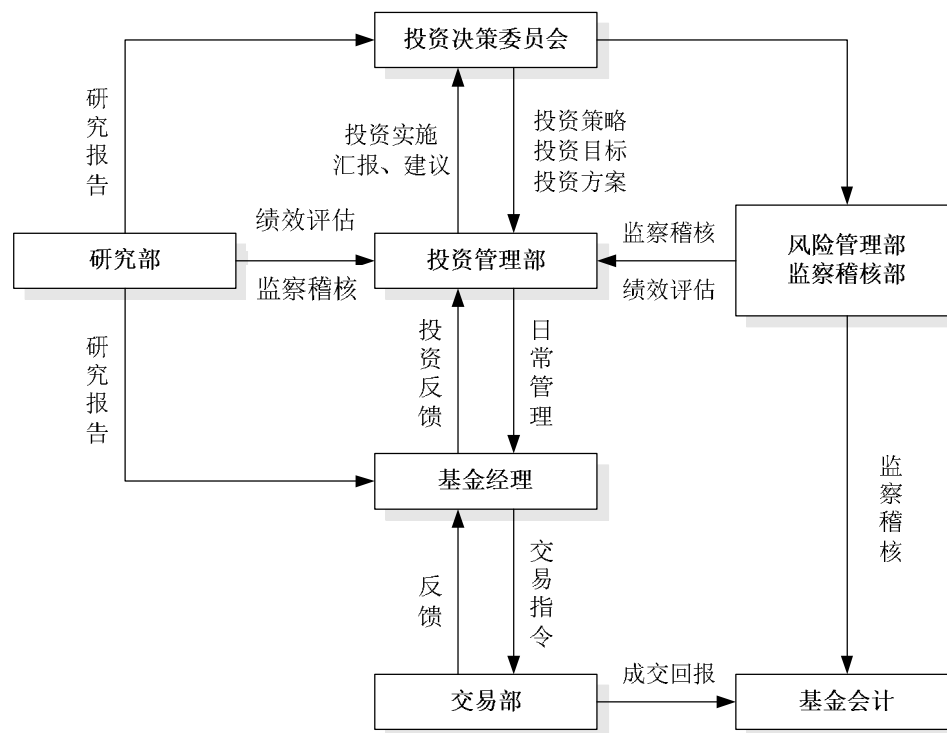 投资决策委员会
研究报告
投资实施
汇报、建议
投资策略
投资目标
投资方案
绩效评估
监察稽核
研究部
投资管理部
风险管理部
监察稽核部
监察稽核
绩效评估
研究报告
投资反馈
日常管理
基金经理
监察稽核
反馈
交易指令
成交回报
交易部
基金会计